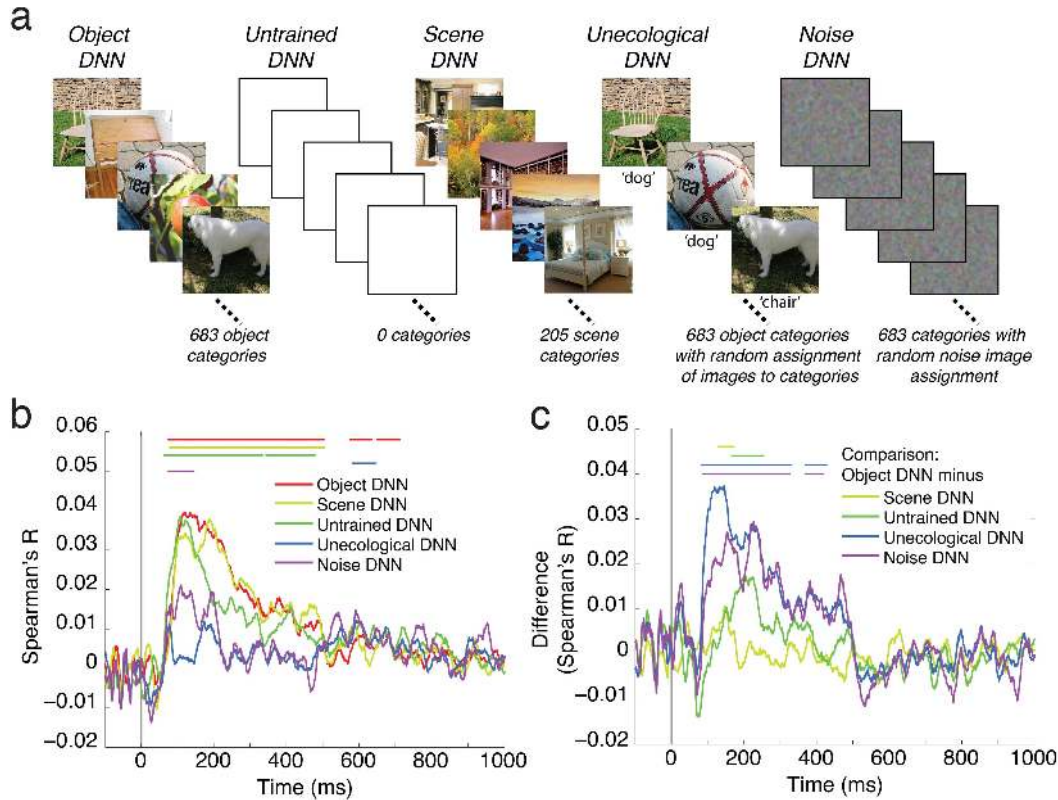 a
Object DNN
Untrained DNN
Scene DNN
Unecological DNN
Noise DNN
rea
rea
'dog'
'dog'
'chair'
683 object categories
0 categories
205 scene categories
683 object categories with random assignment of images to categories
683 categories with random noise image assignment
b
0.06
0.05
0.04
0.03
0.02
0.01
0
−0.01
−0.02
Spearman's R
Object DNN
Scene DNN
Untrained DNN
Unecological DNN
Noise DNN
0
200
400
600
800
1000
Time (ms)
c
0.05
0.04
0.03
0.02
0.01
0
−0.01
−0.02
Difference
(Spearman's R)
Comparison:
Object DNN minus
Scene DNN
Untrained DNN
Unecological DNN
Noise DNN
0
200
400
600
800
1000
Time (ms)